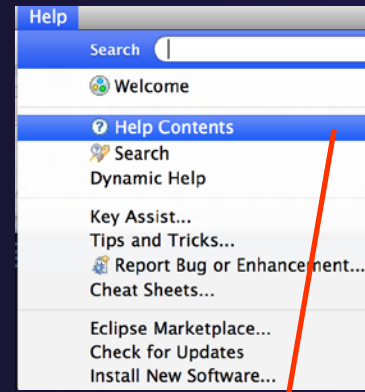 Help
Search
Welcome
Help Contents
Search
Dynamic Help
Key Assist...
Tips and Tricks...
Report Bug or Enhancement...
Cheat Sheets...
Eclipse Marketplace...
Check for Updates
Install New Software...